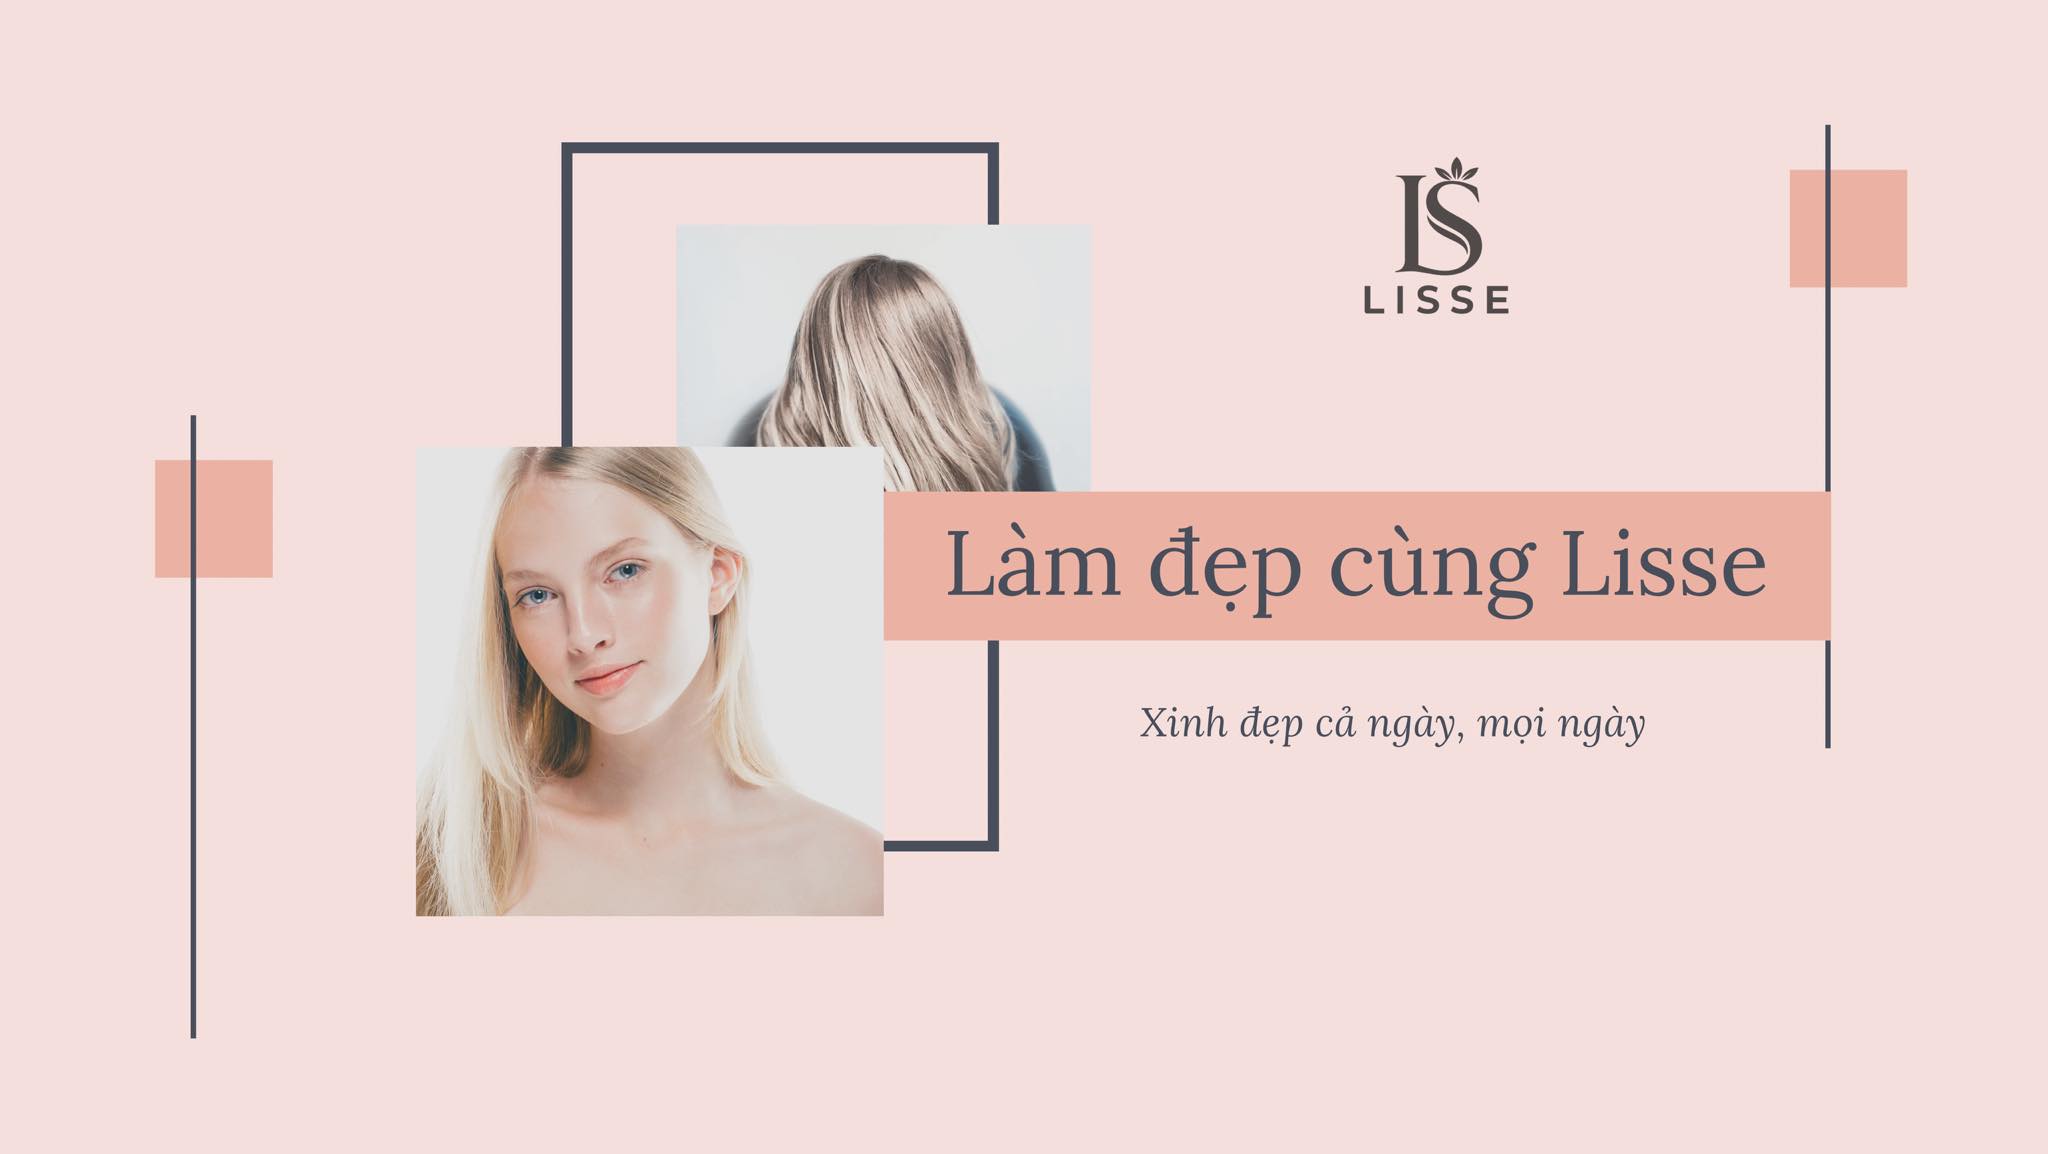 LS
LISSE
Làm đẹp cùng Lisse
Xinh đẹp cả ngày, mọi ngày